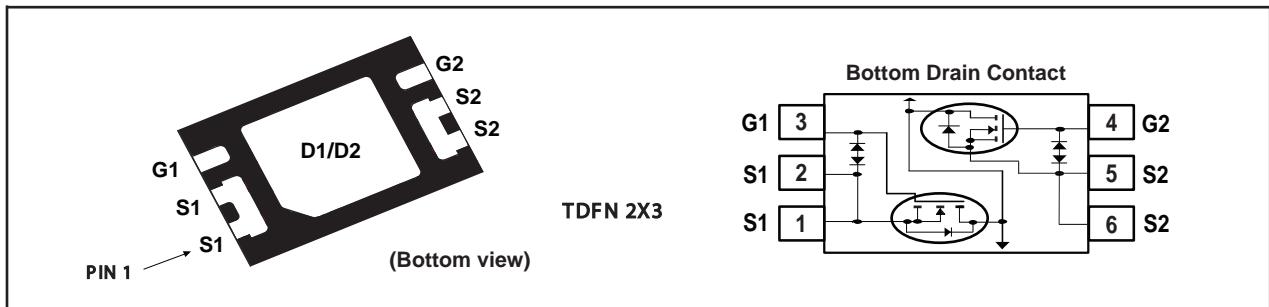 G2
S2
S2
D1/D2
G1
S1
S1
PIN 1
(Bottom view)
TDFN 2X3
Bottom Drain Contact
G1 3 4 G2
S1 2 5 S2
S1 1 6 S2